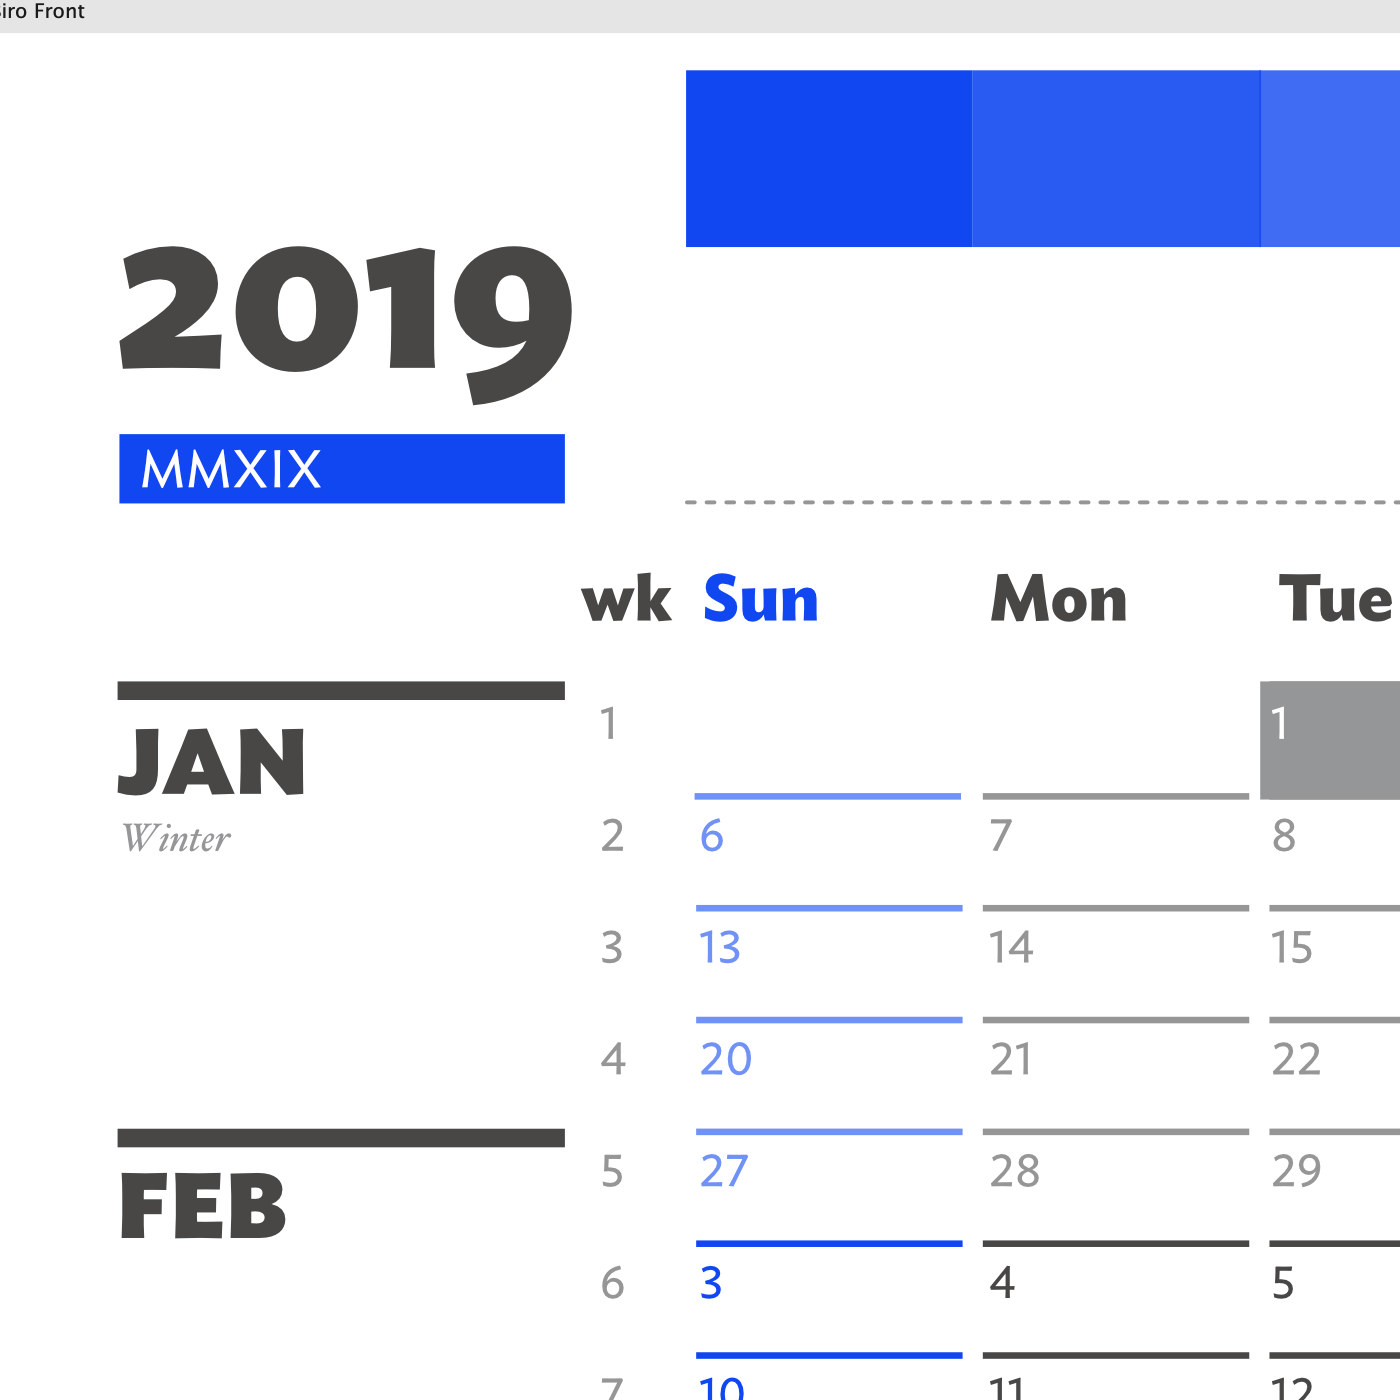 iro Front
2019
MMXIX
wk Sun Mon Tue
1 1
JAN
Winter
2 6 7 8
3 13 14 15
4 20 21 22
5 27 28 29
FEB
6 3 4 5
7 10 11 12